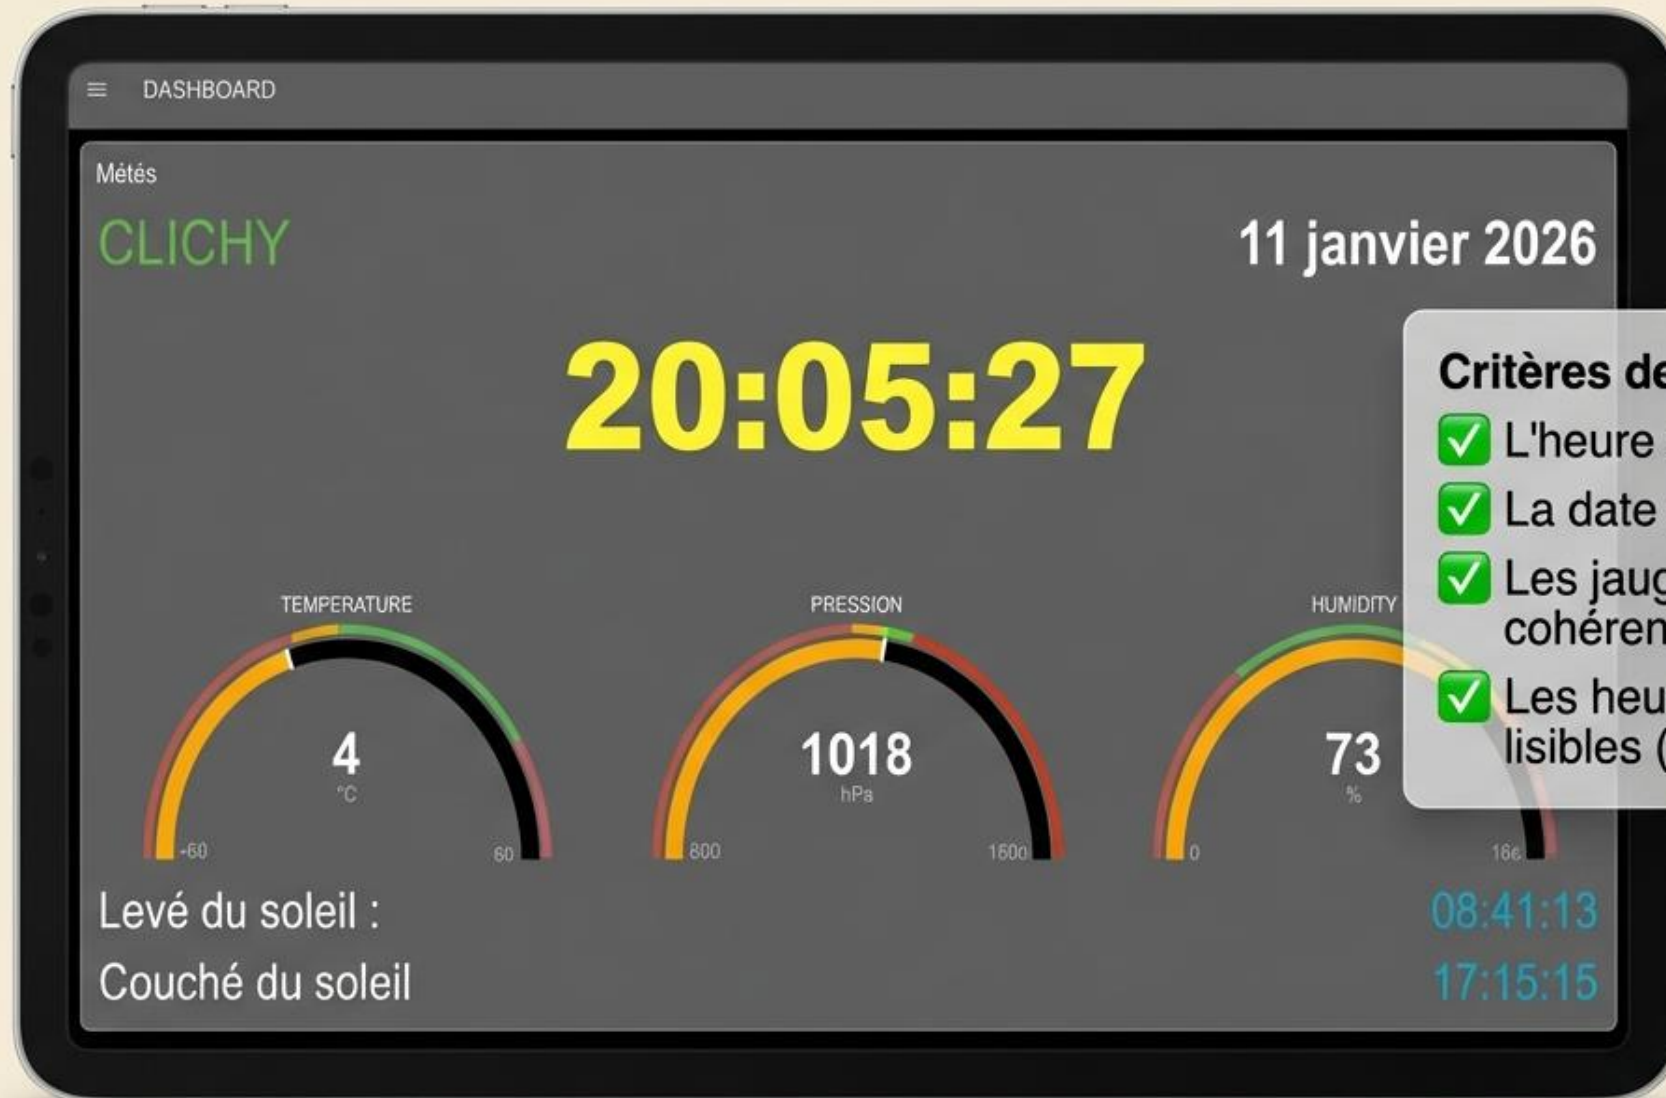 DASHBOARD
Métés
CLICHY
11 janvier 2026
20:05:27
Critères de
L'heure
La date
Les jaug
cohéren
Les heu
lisibles (
TEMPERATURE
4
°C
-60
60
PRESSION
1018
hPa
800
1500
HUMIDITY
73
%
0
Levé du soleil :
08:41:13
Couché du soleil
17:15:15